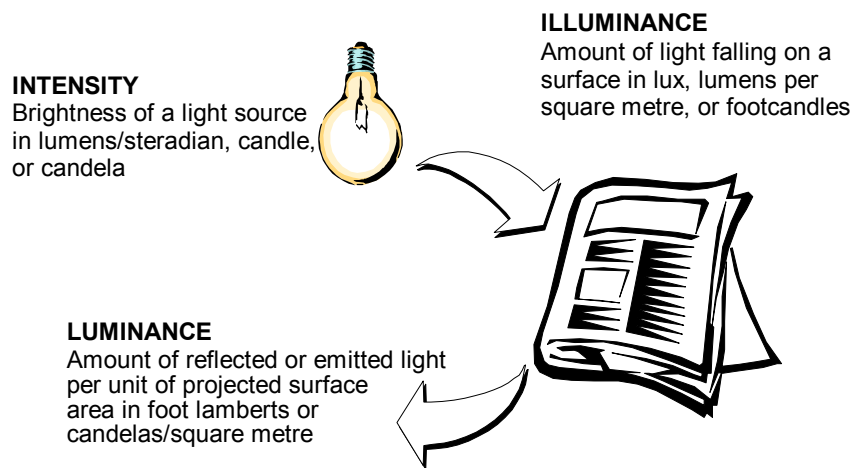 INTENSITY
Brightness of a light source
in lumens/steradian, candle,
or candela
ILLUMINANCE
Amount of light falling on a
surface in lux, lumens per
square metre, or footcandles
LUMINANCE
Amount of reflected or emitted light
per unit of projected surface
area in foot lamberts or
candelas/square metre